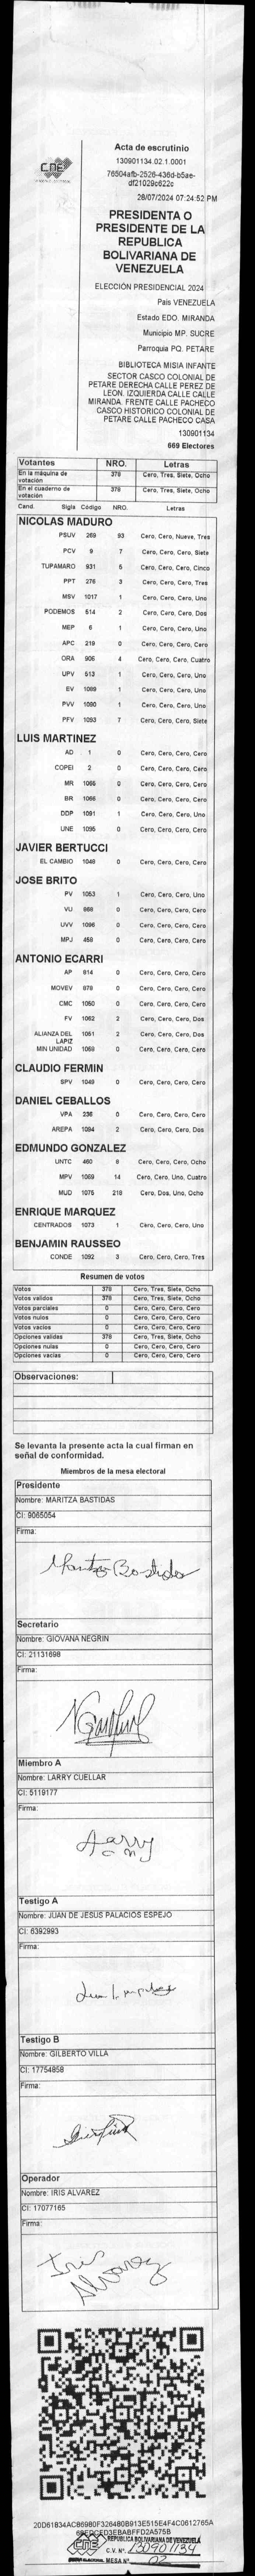 CNE
Acta de escrutinio
130901134.02.1.0001
76504afb-2526-436d-b5ae-
df21029c622c
28/07/2024 07:24:52 PM
PRESIDENTA O
PRESIDENTE DE LA
REPUBLICA
BOLIVARIANA DE
VENEZUELA
ELECCIÓN PRESIDENCIAL 2024
País VENEZUELA
Estado EDO. MIRANDA
Municipio MP. SUCRE
Parroquia PQ. PETARE
BIBLIOTECA MISIA INFANTE
SECTOR CASCO COLONIAL DE
PETARE DERECHA CALLE PEREZ DE
LEON. IZQUIERDA CALLE CALLE
MIRANDA. FRENTE CALLE PACHECO
CASCO HISTORICO COLONIAL DE
PETARE CALLE PACHECO CASA
130901134
669 Electores
Votantes NRO. Letras
En la máquina de votación 378 Cero, Tres, Siete, Ocho
En el cuaderno de votación 378 Cero, Tres, Siete, Ocho
Cand. Sigla Código NRO. Letras
NICOLAS MADURO
PSUV 269 93 Cero, Cero, Nueve, Tres
PCV 9 7 Cero, Cero, Cero, Siete
TUPAMARO 931 5 Cero, Cero, Cero, Cinco
PPT 276 3 Cero, Cero, Cero, Tres
MSV 1017 1 Cero, Cero, Cero, Uno
PODEMOS 514 2 Cero, Cero, Cero, Dos
MEP 6 1 Cero, Cero, Cero, Uno
APC 219 0 Cero, Cero, Cero, Cero
ORA 906 4 Cero, Cero, Cero, Cuatro
UPV 513 1 Cero, Cero, Cero, Uno
EV 1089 1 Cero, Cero, Cero, Uno
PVV 1090 1 Cero, Cero, Cero, Uno
PFV 1093 7 Cero, Cero, Cero, Siete
LUIS MARTINEZ
AD 1 0 Cero, Cero, Cero, Cero
COPEI 2 0 Cero, Cero, Cero, Cero
MR 1065 0 Cero, Cero, Cero, Cero
BR 1066 0 Cero, Cero, Cero, Cero
DDP 1091 1 Cero, Cero, Cero, Uno
UNE 1095 0 Cero, Cero, Cero, Cero
JAVIER BERTUCCI
EL CAMBIO 1048 0 Cero, Cero, Cero, Cero
JOSE BRITO
PV 1053 1 Cero, Cero, Cero, Uno
VU 868 0 Cero, Cero, Cero, Cero
UVV 1096 0 Cero, Cero, Cero, Cero
MPJ 458 0 Cero, Cero, Cero, Cero
ANTONIO ECARRI
AP 914 0 Cero, Cero, Cero, Cero
MOVEV 979 0 Cero, Cero, Cero, Cero
CMC 1050 0 Cero, Cero, Cero, Cero
FV 1062 2 Cero, Cero, Cero, Dos
ALIANZA DEL LAPIZ 1051 2 Cero, Cero, Cero, Dos
MIN UNIDAD 1068 0 Cero, Cero, Cero, Cero
CLAUDIO FERMIN
SPV 1049 0 Cero, Cero, Cero, Cero
DANIEL CEBALLOS
VPA 236 0 Cero, Cero, Cero, Cero
AREPA 1094 2 Cero, Cero, Cero, Dos
EDMUNDO GONZALEZ
UNTC 460 8 Cero, Cero, Cero, Ocho
MPV 1069 14 Cero, Cero, Uno, Cuatro
MUD 1075 218 Cero, Dos, Uno, Ocho
ENRIQUE MARQUEZ
CENTRADOS 1073 1 Cero, Cero, Cero, Uno
BENJAMIN RAUSSEO
CONDE 1092 3 Cero, Cero, Cero, Tres
Resumen de votos
Votos 378 Cero, Tres, Siete, Ocho
Votos validos 378 Cero, Tres, Siete, Ocho
Votos parciales 0 Cero, Cero, Cero, Cero
Votos nulos 0 Cero, Cero, Cero, Cero
Votos vacios 0 Cero, Cero, Cero, Cero
Opciones validas 378 Cero, Tres, Siete, Ocho
Opciones nulas 0 Cero, Cero, Cero, Cero
Opciones vacias 0 Cero, Cero, Cero, Cero
Observaciones:
Se levanta la presente acta la cual firman en
señal de conformidad.
Miembros de la mesa electoral
Presidente
Nombre: MARITZA BASTIDAS
CI: 9065054
Firma:
Maritza Bastidas
Secretario
Nombre: GIOVANA NEGRIN
CI: 21131698
Firma:
Miembro A
Nombre: LARRY CUELLAR
CI: 5119177
Firma:
Larry
Testigo A
Nombre: JUAN DE JESUS PALACIOS ESPEJO
CI: 6392993
Firma:
Testigo B
Nombre: GILBERTO VILLA
CI: 17754858
Firma:
Operador
Nombre: IRIS ALVAREZ
CI: 17077165
Firma:
Iris
Alvarez
20D61834AC86980F326480B913E515E4F4C0612765A
CNE
REPÚBLICA BOLIVARIANA DE VENEZUELA
C.V. Nº. 130901134
MESA Nº. 02